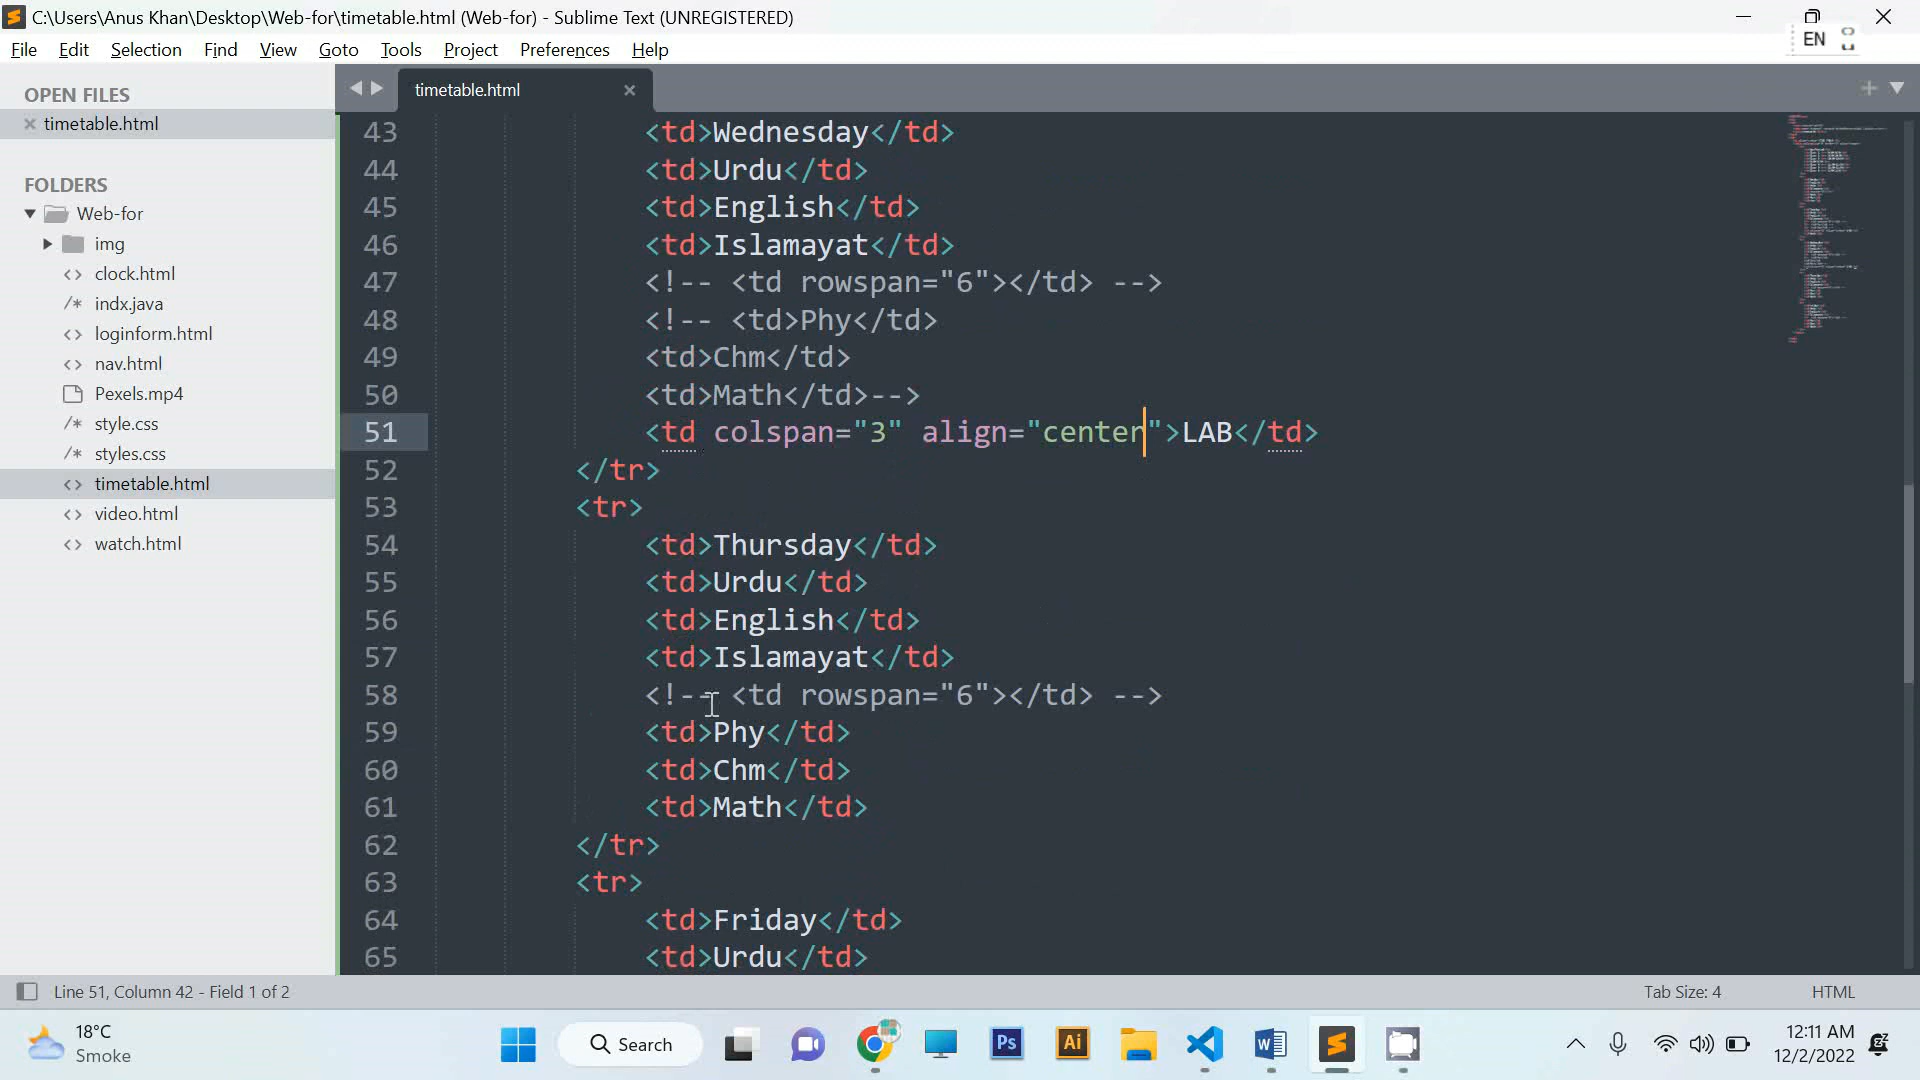 C:\Users\Anus Khan\Desktop\Web-for\timetable.html (Web-for) - Sublime Text (UNREGISTERED)
File Edit Selection Find View Goto Tools Project Preferences Help
EN
OPEN FILES
timetable.html
FOLDERS
Web-for
img
clock.html
indx.java
loginform.html
nav.html
Pexels.mp4
style.css
styles.css
timetable.html
video.html
watch.html
timetable.html
43 <td>Wednesday</td>
44 <td>Urdu</td>
45 <td>English</td>
46 <td>Islamayat</td>
47 <!-- <td rowspan="6"></td> -->
48 <!-- <td>Phy</td>
49 <td>Chm</td>
50 <td>Math</td>-->
51 <td colspan="3" align="center">LAB</td>
52 </tr>
53 <tr>
54 <td>Thursday</td>
55 <td>Urdu</td>
56 <td>English</td>
57 <td>Islamayat</td>
58 <!-- <td rowspan="6"></td> -->
59 <td>Phy</td>
60 <td>Chm</td>
61 <td>Math</td>
62 </tr>
63 <tr>
64 <td>Friday</td>
65 <td>Urdu</td>
Line 51, Column 42 - Field 1 of 2
Tab Size: 4
HTML
18°C
Smoke
Search
Ps
Ai
12:11 AM
12/2/2022